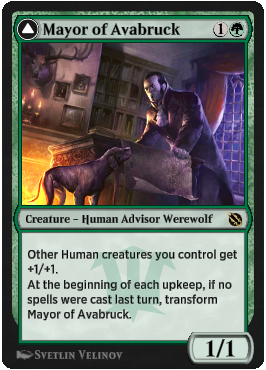 Mayor of Avabruck 1
Creature – Human Advisor Werewolf
Other Human creatures you control get
+1/+1.
At the beginning of each upkeep, if no
spells were cast last turn, transform
Mayor of Avabruck.
Svetlin Velinov
1/1